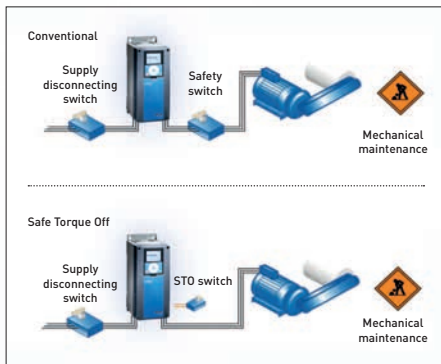 Conventional
Supply
disconnecting
switch
Safety
switch
Mechanical
maintenance
Safe Torque Off
Supply
disconnecting
switch
STO switch
Mechanical
maintenance